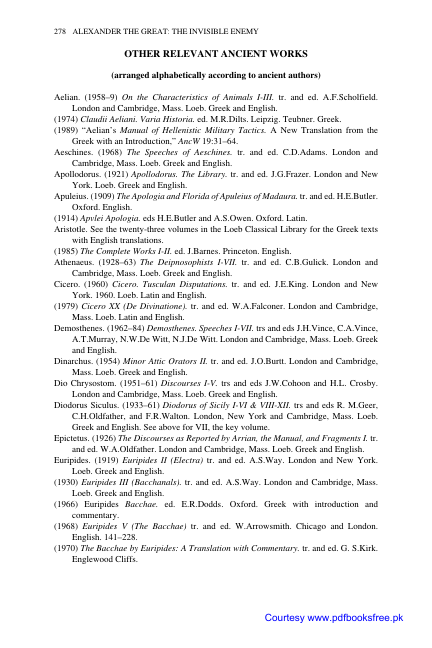 278 ALEXANDER THE GREAT: THE INVISIBLE ENEMY
OTHER RELEVANT ANCIENT WORKS
(arranged alphabetically according to ancient authors)
Aelian. (1958–9) On the Characteristics of Animals I-III. tr. and ed. A.F.Scholfield.
London and Cambridge, Mass. Loeb. Greek and English.
(1974) Claudii Aeliani. Varia Historia. ed. M.R.Dilts. Leipzig. Teubner. Greek.
(1989) “Aelian’s Manual of Hellenistic Military Tactics. A New Translation from the
Greek with an Introduction,” AncW 19:31–64.
Aeschines. (1968) The Speeches of Aeschines. tr. and ed. C.D.Adams. London and
Cambridge, Mass. Loeb. Greek and English.
Apollodorus. (1921) Apollodorus. The Library. tr. and ed. J.G.Frazer. London and New
York. Loeb. Greek and English.
Apuleius. (1909) The Apologia and Florida of Apuleius of Madaura. tr. and ed. H.E.Butler.
Oxford. English.
(1914) Apvlei Apologia. eds H.E.Butler and A.S.Owen. Oxford. Latin.
Aristotle. See the twenty-three volumes in the Loeb Classical Library for the Greek texts
with English translations.
(1985) The Complete Works I-II. ed. J.Barnes. Princeton. English.
Athenaeus. (1928–63) The Deipnosophists I-VII. tr. and ed. C.B.Gulick. London and
Cambridge, Mass. Loeb. Greek and English.
Cicero. (1960) Cicero. Tusculan Disputations. tr. and ed. J.E.King. London and New
York. 1960. Loeb. Latin and English.
(1979) Cicero XX (De Divinatione). tr. and ed. W.A.Falconer. London and Cambridge,
Mass. Loeb. Latin and English.
Demosthenes. (1962–84) Demosthenes. Speeches I-VII. trs and eds J.H.Vince, C.A.Vince,
A.T.Murray, N.W.De Witt, N.J.De Witt. London and Cambridge, Mass. Loeb. Greek
and English.
Dinarchus. (1954) Minor Attic Orators II. tr. and ed. J.O.Burtt. London and Cambridge,
Mass. Loeb. Greek and English.
Dio Chrysostom. (1951–61) Discourses I-V. trs and eds J.W.Cohoon and H.L. Crosby.
London and Cambridge, Mass. Loeb. Greek and English.
Diodorus Siculus. (1933–61) Diodorus of Sicily I-VI & VIII-XII. trs and eds R. M.Geer,
C.H.Oldfather, and F.R.Walton. London, New York and Cambridge, Mass. Loeb.
Greek and English. See above for VII, the key volume.
Epictetus. (1926) The Discourses as Reported by Arrian, the Manual, and Fragments I. tr.
and ed. W.A.Oldfather. London and Cambridge, Mass. Loeb. Greek and English.
Euripides. (1919) Euripides II (Electra) tr. and ed. A.S.Way. London and New York.
Loeb. Greek and English.
(1930) Euripides III (Bacchanals). tr. and ed. A.S.Way. London and Cambridge, Mass.
Loeb. Greek and English.
(1966) Euripides Bacchae. ed. E.R.Dodds. Oxford. Greek with introduction and
commentary.
(1968) Euripides V (The Bacchae) tr. and ed. W.Arrowsmith. Chicago and London.
English. 141–228.
(1970) The Bacchae by Euripides: A Translation with Commentary. tr. and ed. G. S.Kirk.
Englewood Cliffs.
Courtesy www.pdfbooksfree.pk